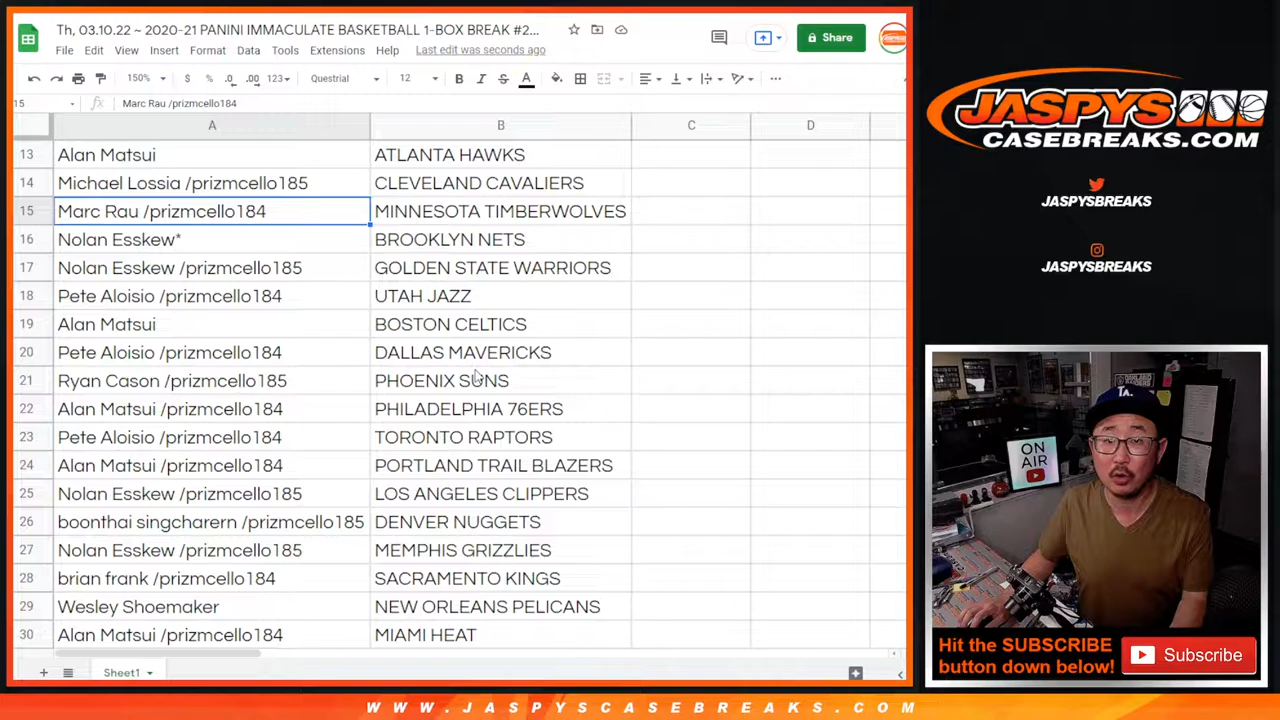 Th, 03.10.22 ~ 2020-21 PANINI IMMACULATE BASKETBALL 1-BOX BREAK #2...
Last edit was seconds ago
File Edit View Insert Format Data Tools Extensions Help
Share
150% $ % .0 .00 123 Questrial 12 B I S A
15 fx Marc Rau /prizmcello184
A B C D
13 Alan Matsui ATLANTA HAWKS
14 Michael Lossia /prizmcello185 CLEVELAND CAVALIERS
15 Marc Rau /prizmcello184 MINNESOTA TIMBERWOLVES
16 Nolan Esskew* BROOKLYN NETS
17 Nolan Esskew /prizmcello185 GOLDEN STATE WARRIORS
18 Pete Aloisio /prizmcello184 UTAH JAZZ
19 Alan Matsui BOSTON CELTICS
20 Pete Aloisio /prizmcello184 DALLAS MAVERICKS
21 Ryan Cason /prizmcello185 PHOENIX SUNS
22 Alan Matsui /prizmcello184 PHILADELPHIA 76ERS
23 Pete Aloisio /prizmcello184 TORONTO RAPTORS
24 Alan Matsui /prizmcello184 PORTLAND TRAIL BLAZERS
25 Nolan Esskew /prizmcello185 LOS ANGELES CLIPPERS
26 boonthai singcharern /prizmcello185 DENVER NUGGETS
27 Nolan Esskew /prizmcello185 MEMPHIS GRIZZLIES
28 brian frank /prizmcello184 SACRAMENTO KINGS
29 Wesley Shoemaker NEW ORLEANS PELICANS
30 Alan Matsui /prizmcello184 MIAMI HEAT
Sheet1
JASPYS
CASEBREAKS.COM
JASPYSBREAKS
JASPYSBREAKS
ON
AIR
TA.
Hit the SUBSCRIBE
button down below!
Subscribe
WWW.JASPYSCASEBREAKS.COM